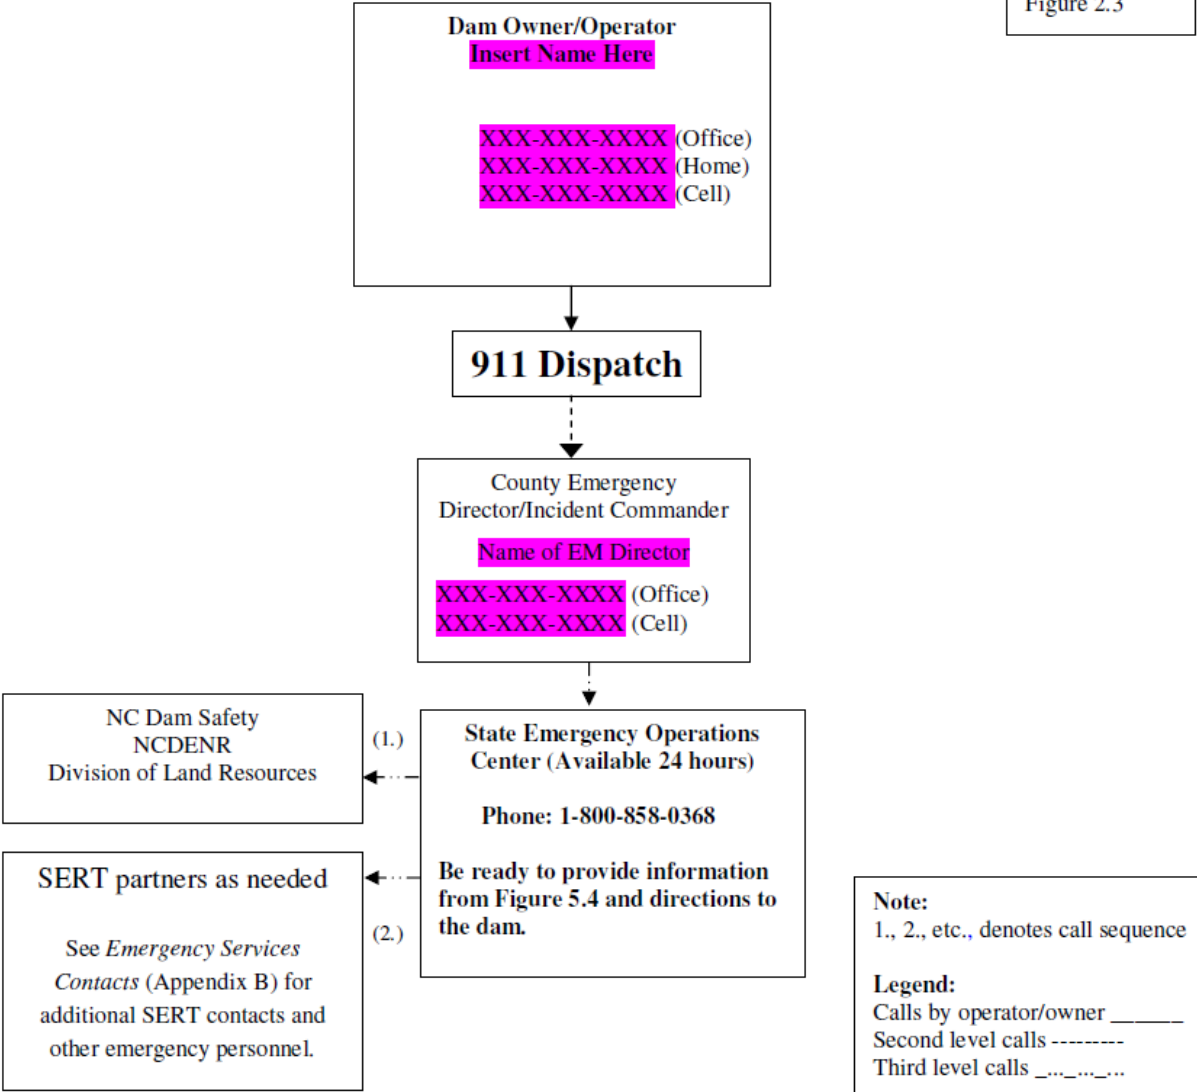 Figure 2.3
Dam Owner/Operator
Insert Name Here
XXX-XXX-XXXX (Office)
XXX-XXX-XXXX (Home)
XXX-XXX-XXXX (Cell)
911 Dispatch
County Emergency
Director/Incident Commander
Name of EM Director
XXX-XXX-XXXX (Office)
XXX-XXX-XXXX (Cell)
NC Dam Safety
NCDENR
Division of Land Resources
(1.)
State Emergency Operations
Center (Available 24 hours)
Phone: 1-800-858-0368
Be ready to provide information
from Figure 5.4 and directions to
the dam.
SERT partners as needed
See Emergency Services
Contacts (Appendix B) for
additional SERT contacts and
other emergency personnel.
(2.)
Note:
1., 2., etc., denotes call sequence
Legend:
Calls by operator/owner ______
Second level calls ---------
Third level calls _..._..._...